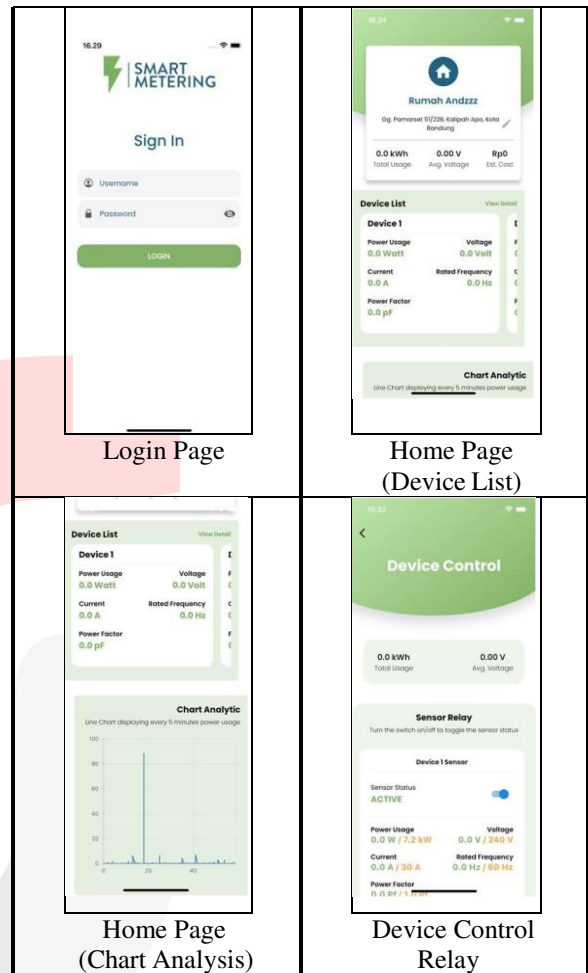 16.29
SMART
METERING
Sign In
Username
Password
LOGIN
Login Page
16.31
Rumah Andzzz
Gg. Pamarset 51/22B, Kalipah Apo, Kota
Bandung
0.0 kWh 0.00 V Rp0
Total Usage Avg. Voltage Est. Cost
Device List View Detail
Device 1
Power Usage Voltage
0.0 Watt 0.0 Volt
Current Rated Frequency
0.0 A 0.0 Hz
Power Factor
0.0 pF
Chart Analytic
Line Chart displaying every 5 minutes power usage
Home Page
(Device List)
Device List View Detail
Device 1
Power Usage Voltage
0.0 Watt 0.0 Volt
Current Rated Frequency
0.0 A 0.0 Hz
Power Factor
0.0 pF
Chart Analytic
Line Chart displaying every 5 minutes power usage
100
80
60
40
20
0
0 20 40
Home Page
(Chart Analysis)
16.32
Device Control
0.0 kWh 0.00 V
Total Usage Avg. Voltage
Sensor Relay
Turn the switch on/off to toggle the sensor status
Device 1 Sensor
Sensor Status
ACTIVE
Power Usage Voltage
0.0 W / 7.2 kW 0.0 V / 240 V
Current Rated Frequency
0.0 A / 30 A 0.0 Hz / 60 Hz
Power Factor
0.0 Pf / 1.0 Pf
Device Control
Relay